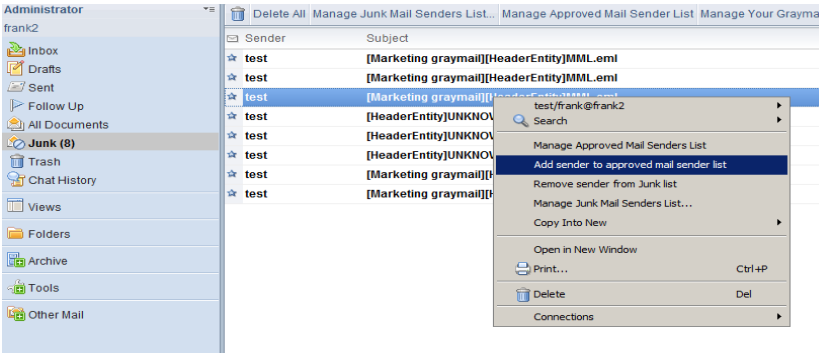 Administrator
frank2
Inbox
Drafts
Sent
Follow Up
All Documents
Junk (8)
Trash
Chat History
Views
Folders
Archive
Tools
Other Mail
Delete All Manage Junk Mail Senders List... Manage Approved Mail Sender List Manage Your Grayma
Sender Subject
test [Marketing graymail][HeaderEntity]MML.eml
test [Marketing graymail][HeaderEntity]MML.eml
test [Marketing graymail][HeaderEntity]MML.eml
test [HeaderEntity]UNKNOW
test [HeaderEntity]UNKNOW
test [HeaderEntity]UNKNOW
test [Marketing graymail][H
test [Marketing graymail][H
test/frank@frank2
Search
Manage Approved Mail Senders List
Add sender to approved mail sender list
Remove sender from Junk list
Manage Junk Mail Senders List...
Copy Into New
Open in New Window
Print... Ctrl+P
Delete Del
Connections